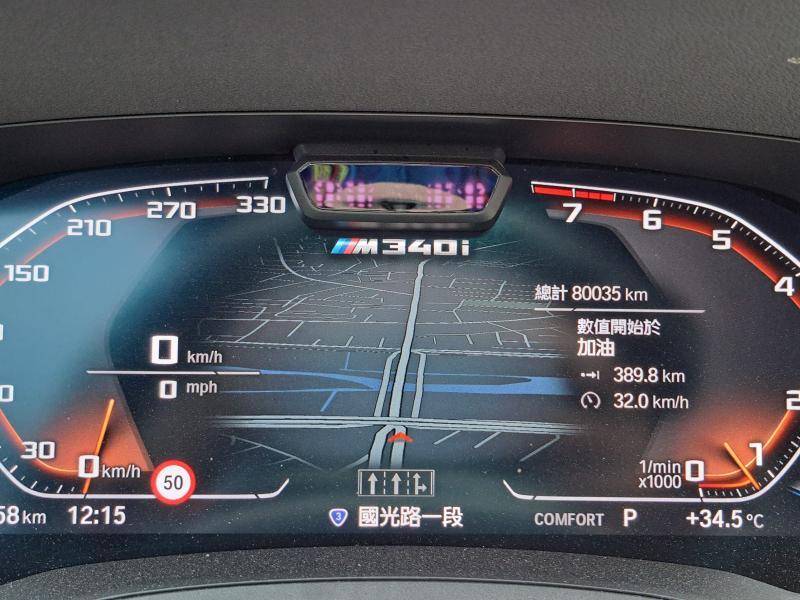 330
270
210
150
30
0 km/h
M340i
7
6
5
4
2
1
總計 80035 km
數值開始於
加油
389.8 km
32.0 km/h
0 km/h
0 mph
50
1/min
x1000
0
58 km
12:15
3 國光路一段
COMFORT P
+34.5°C